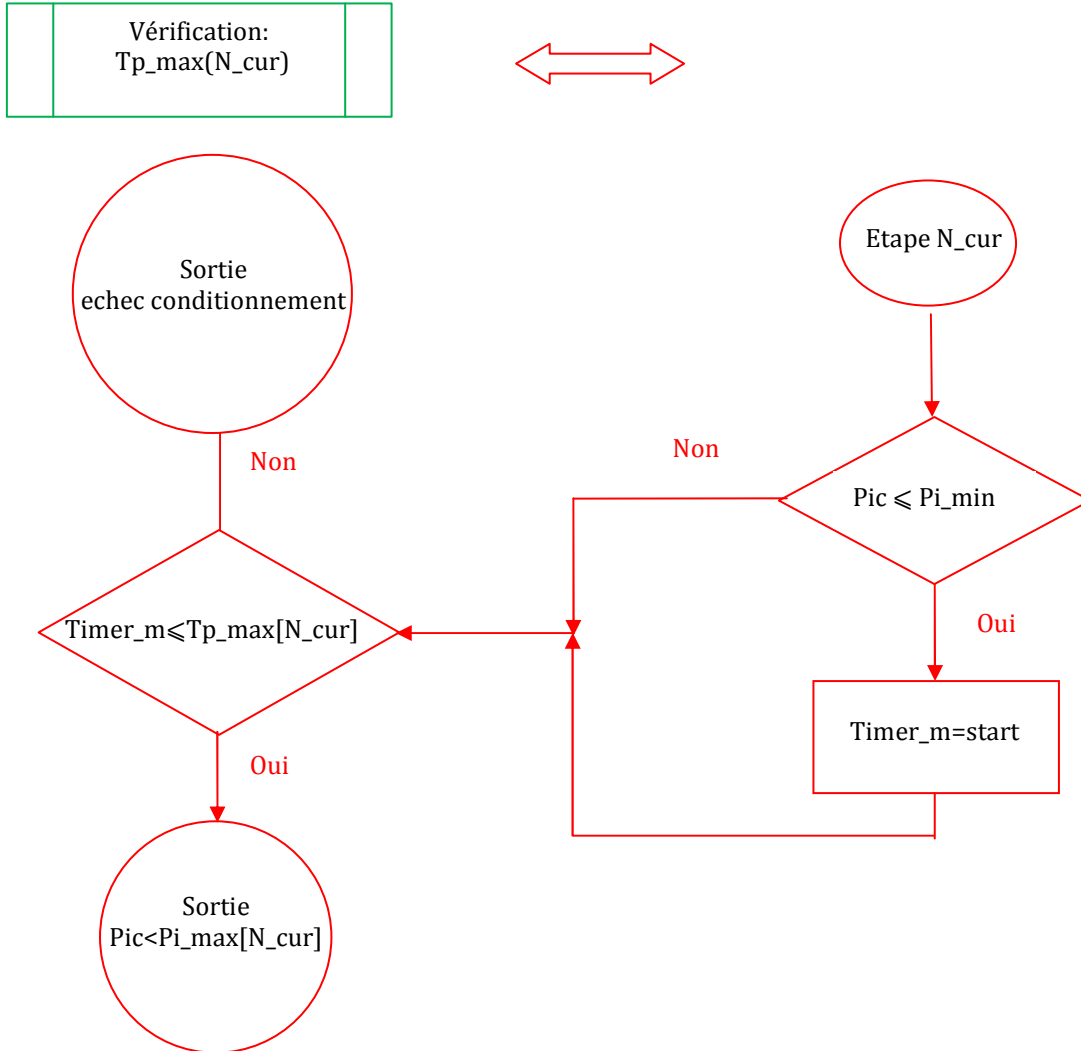 Vérification:
Tp_max(N_cur)
Etape N_cur
Sortie
echec conditionnement
Non
Non
Pic ⩽ Pi_min
Timer_m⩽Tp_max[N_cur]
Oui
Timer_m=start
Oui
Sortie
Pic<Pi_max[N_cur]